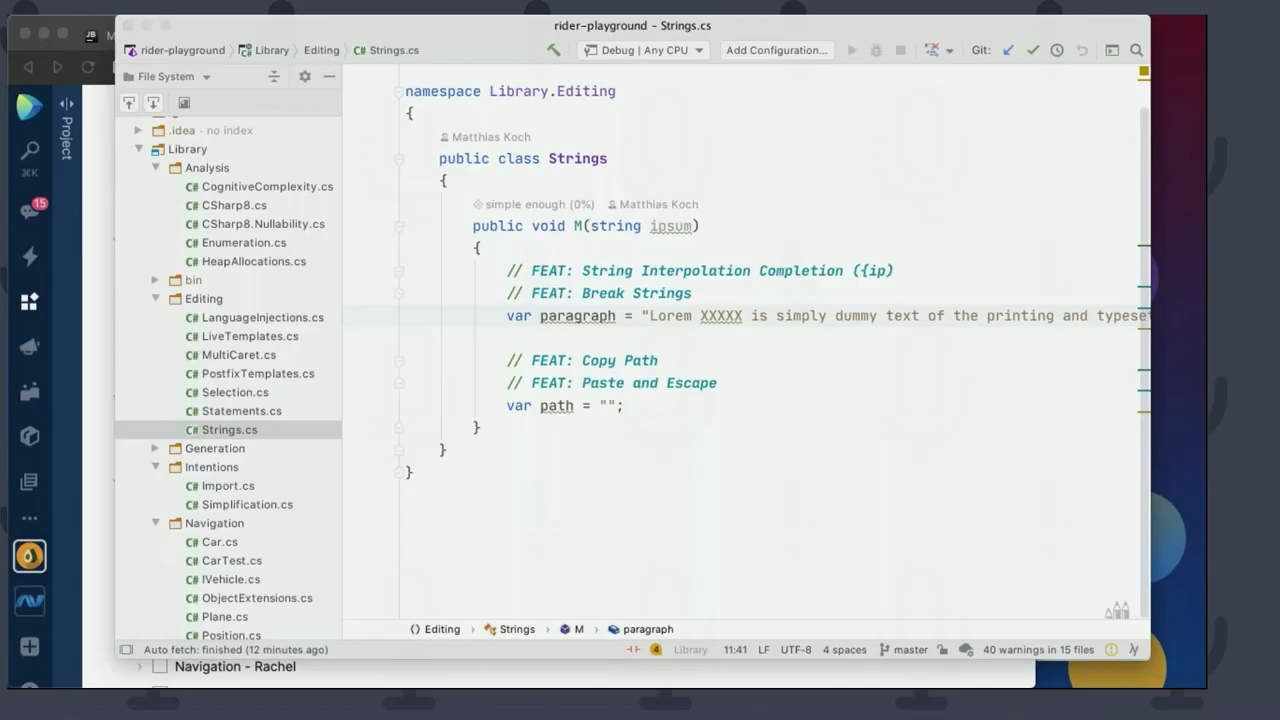 rider-playground – Strings.cs
JB
rider-playground
Library
Editing
C# Strings.cs
Debug | Any CPU
Add Configuration...
Git:
File System
Project
⌘K
15
.idea no index
Library
Analysis
C# CognitiveComplexity.cs
C# CSharp8.cs
C# CSharp8.Nullability.cs
C# Enumeration.cs
C# HeapAllocations.cs
bin
Editing
C# LanguageInjections.cs
C# LiveTemplates.cs
C# MultiCaret.cs
C# PostfixTemplates.cs
C# Selection.cs
C# Statements.cs
C# Strings.cs
Generation
Intentions
C# Import.cs
C# Simplification.cs
Navigation
C# Car.cs
C# CarTest.cs
C# IVehicle.cs
C# ObjectExtensions.cs
C# Plane.cs
C# Position.cs
namespace Library.Editing
{
Matthias Koch
public class Strings
{
simple enough (0%) Matthias Koch
public void M(string ipsum)
{
// FEAT: String Interpolation Completion ({ip)
// FEAT: Break Strings
var paragraph = "Lorem XXXXX is simply dummy text of the printing and typeset
// FEAT: Copy Path
// FEAT: Paste and Escape
var path = "";
}
}
}
{} Editing
Strings
M
paragraph
Auto fetch: finished (12 minutes ago)
4
Library
11:41
LF
UTF-8
4 spaces
master
40 warnings in 15 files
Navigation - Rachel